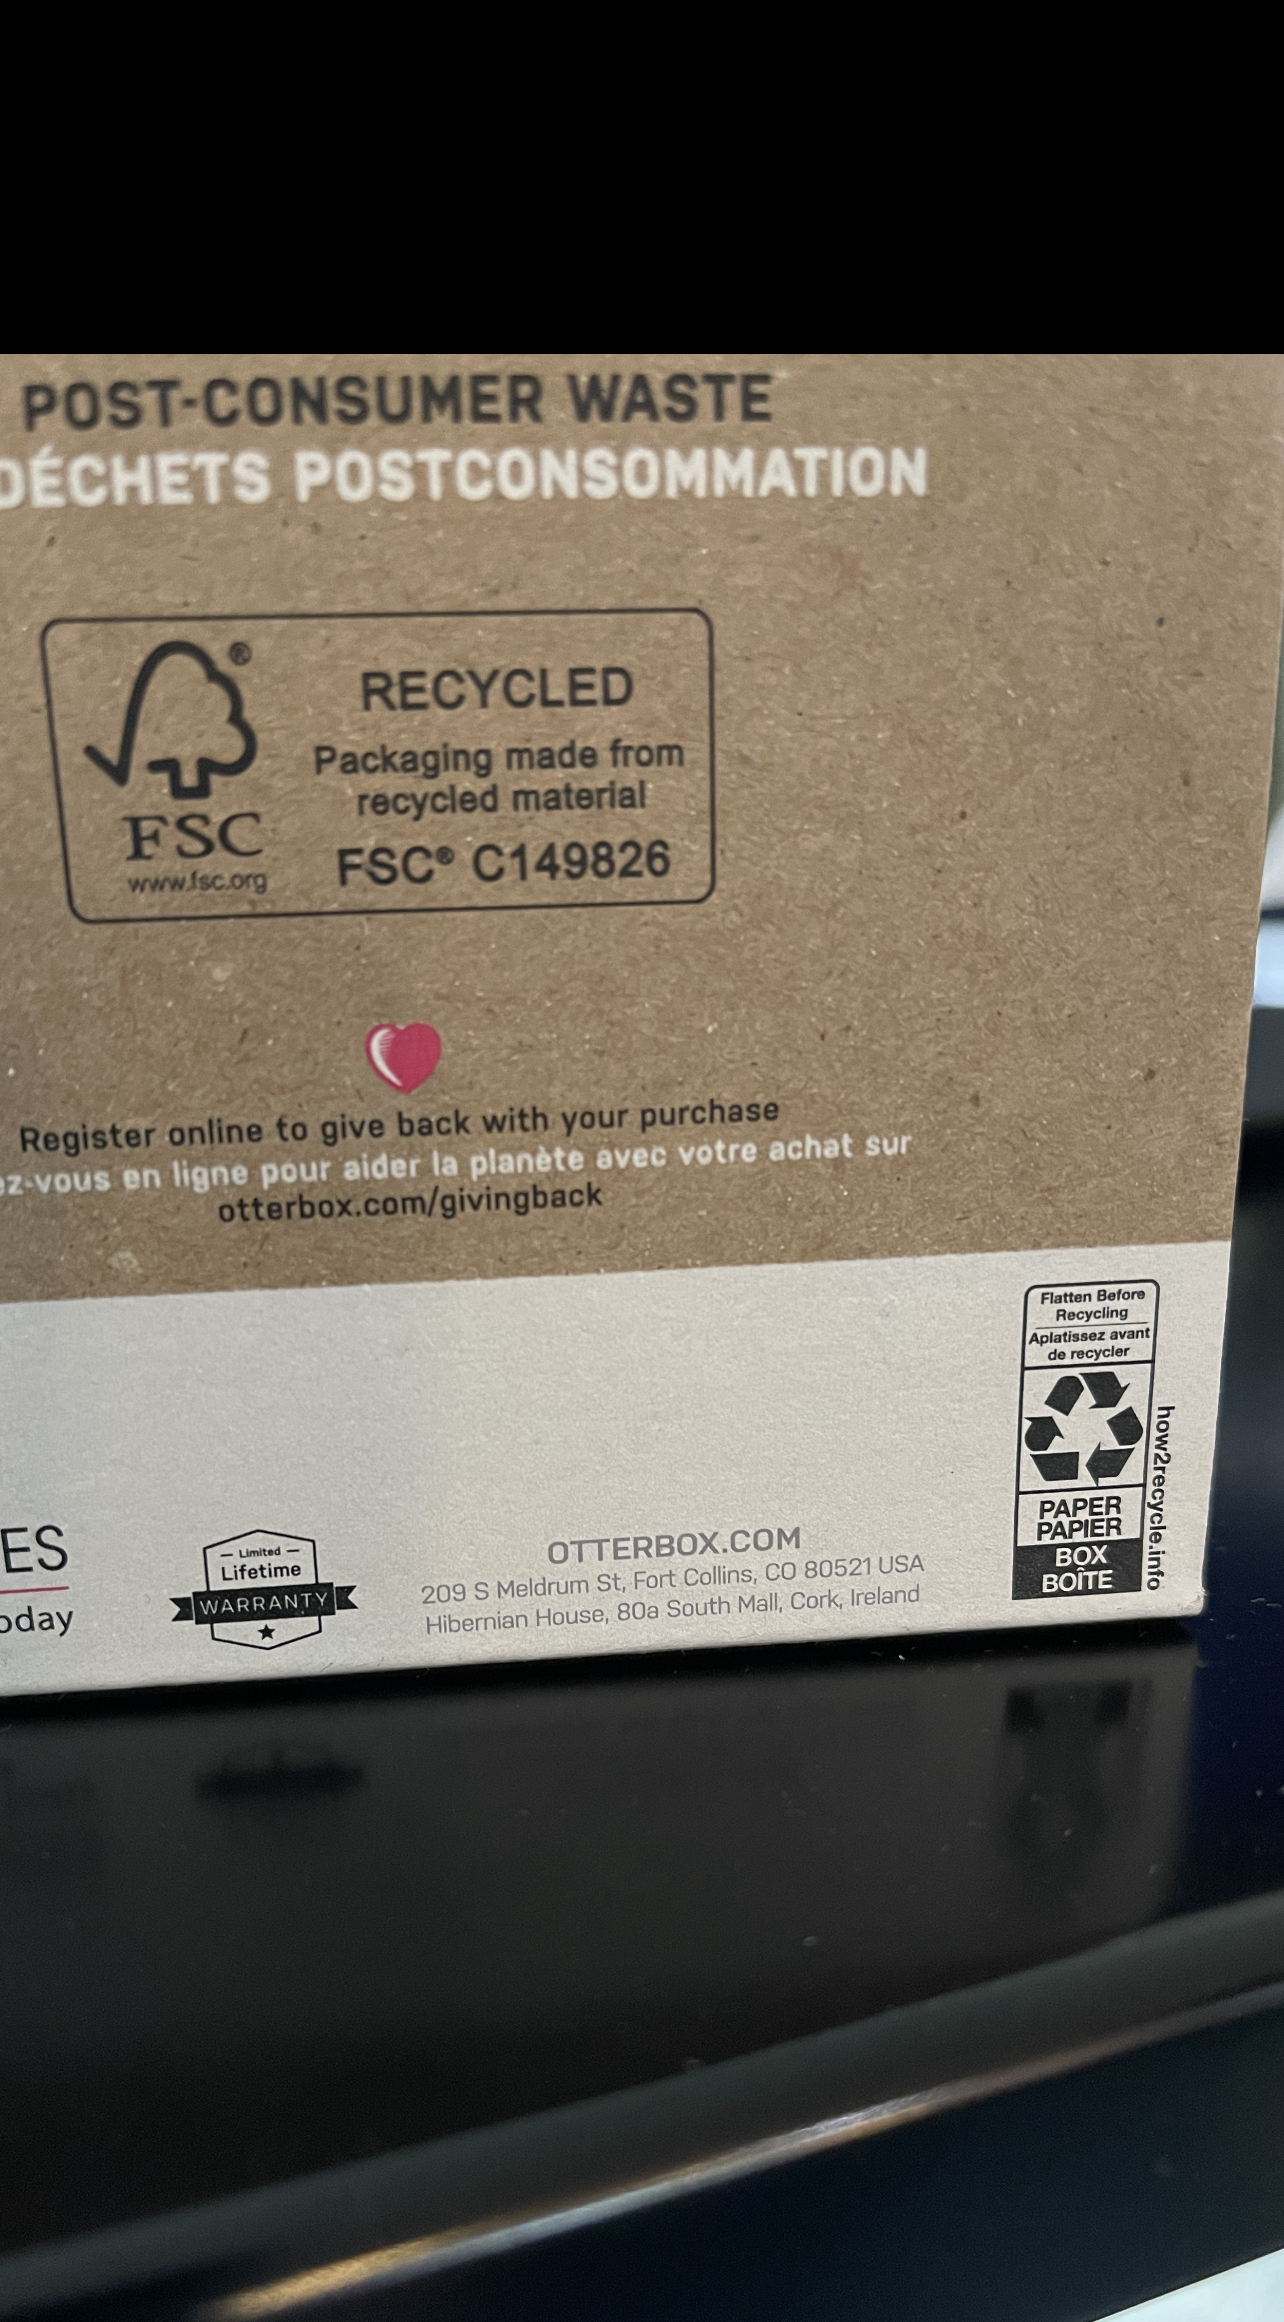 POST-CONSUMER WASTE
DÉCHETS POSTCONSOMMATION
®
FSC
www.fsc.org
RECYCLED
Packaging made from
recycled material
FSC® C149826
Register online to give back with your purchase
ez-vous en ligne pour aider la planète avec votre achat sur
otterbox.com/givingback
Flatten Before
Recycling
Aplatissez avant
de recycler
PAPER
PAPIER
BOX
BOÎTE
how2recycle.info
ES
oday
Limited
Lifetime
WARRANTY
OTTERBOX.COM
209 S Meldrum St, Fort Collins, CO 80521 USA
Hibernian House, 80a South Mall, Cork, Ireland